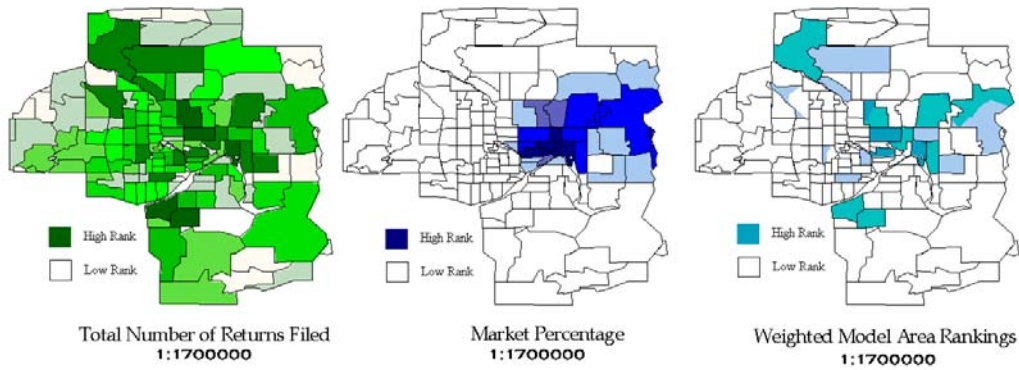 High Rank
Low Rank
Total Number of Returns Filed
1:1700000
High Rank
Low Rank
Market Percentage
1:1700000
High Rank
Low Rank
Weighted Model Area Rankings
1:1700000